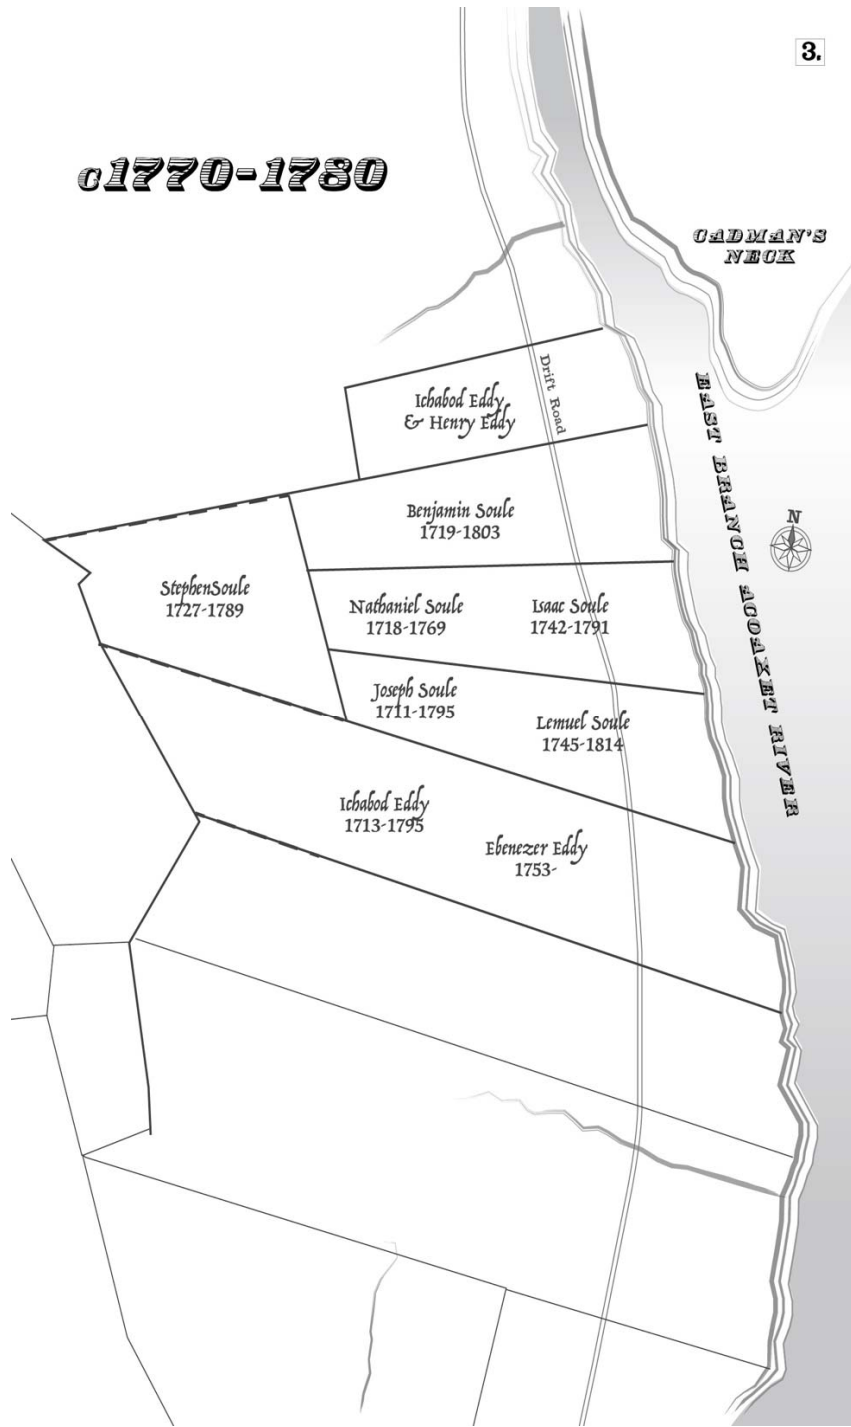 3.
c1770-1780
CADMAN'S
NECK
Drift Road
Ichabod Eddy
& Henry Eddy
EAST BRANCH ACOAXET RIVER
N
Benjamin Soule
1719-1803
StephenSoule
1727-1789
Nathaniel Soule
1718-1769
Isaac Soule
1742-1791
Joseph Soule
1711-1795
Lemuel Soule
1745-1814
Ichabod Eddy
1713-1795
Ebenezer Eddy
1753-